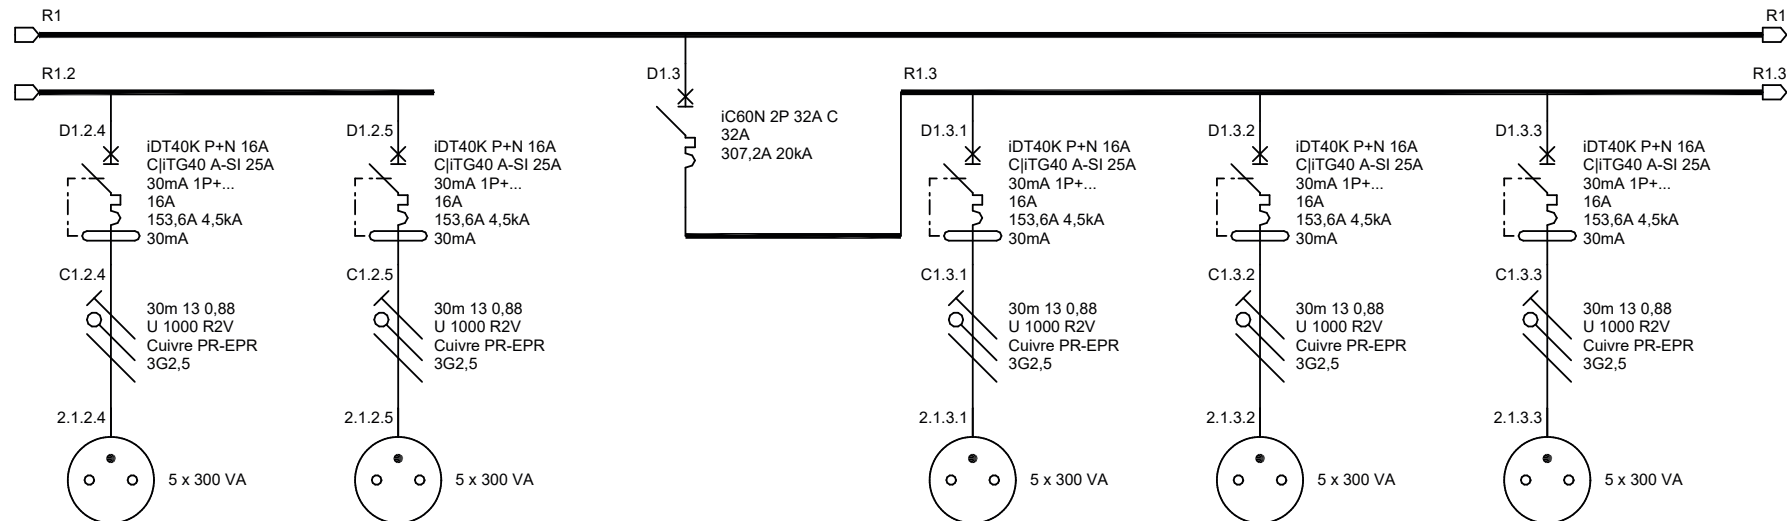 R1
R1
R1.2
D1.3
R1.3
R1.3
iC60N 2P 32A C
32A
307,2A 20kA
D1.2.4
iDT40K P+N 16A
C|iTG40 A-SI 25A
30mA 1P+...
16A
153,6A 4,5kA
30mA
D1.2.5
iDT40K P+N 16A
C|iTG40 A-SI 25A
30mA 1P+...
16A
153,6A 4,5kA
30mA
D1.3.1
iDT40K P+N 16A
C|iTG40 A-SI 25A
30mA 1P+...
16A
153,6A 4,5kA
30mA
D1.3.2
iDT40K P+N 16A
C|iTG40 A-SI 25A
30mA 1P+...
16A
153,6A 4,5kA
30mA
D1.3.3
iDT40K P+N 16A
C|iTG40 A-SI 25A
30mA 1P+...
16A
153,6A 4,5kA
30mA
C1.2.4
30m 13 0,88
U 1000 R2V
Cuivre PR-EPR
3G2,5
C1.2.5
30m 13 0,88
U 1000 R2V
Cuivre PR-EPR
3G2,5
C1.3.1
30m 13 0,88
U 1000 R2V
Cuivre PR-EPR
3G2,5
C1.3.2
30m 13 0,88
U 1000 R2V
Cuivre PR-EPR
3G2,5
C1.3.3
30m 13 0,88
U 1000 R2V
Cuivre PR-EPR
3G2,5
2.1.2.4
5 x 300 VA
2.1.2.5
5 x 300 VA
2.1.3.1
5 x 300 VA
2.1.3.2
5 x 300 VA
2.1.3.3
5 x 300 VA